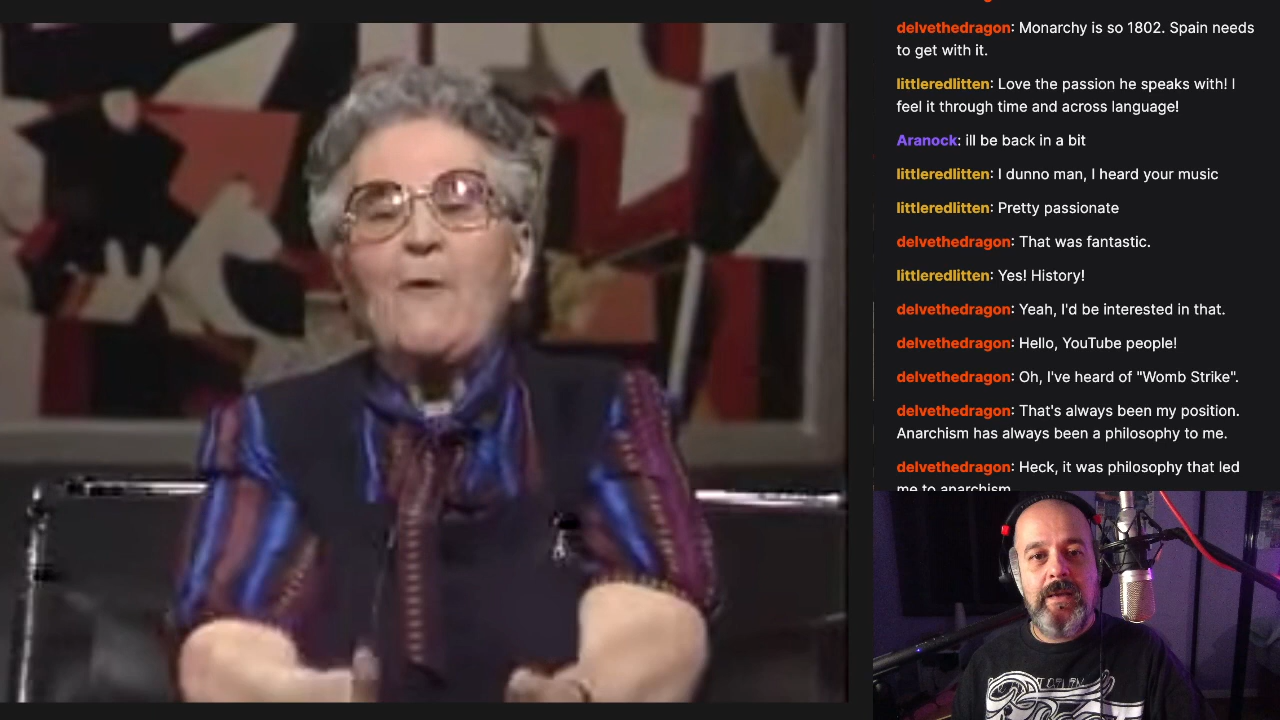 delvethedragon: Monarchy is so 1802. Spain needs
to get with it.
littleredlitten: Love the passion he speaks with! I
feel it through time and across language!
Aranock: ill be back in a bit
littleredlitten: I dunno man, I heard your music
littleredlitten: Pretty passionate
delvethedragon: That was fantastic.
littleredlitten: Yes! History!
delvethedragon: Yeah, I'd be interested in that.
delvethedragon: Hello, YouTube people!
delvethedragon: Oh, I've heard of "Womb Strike".
delvethedragon: That's always been my position.
Anarchism has always been a philosophy to me.
delvethedragon: Heck, it was philosophy that led
me to anarchism